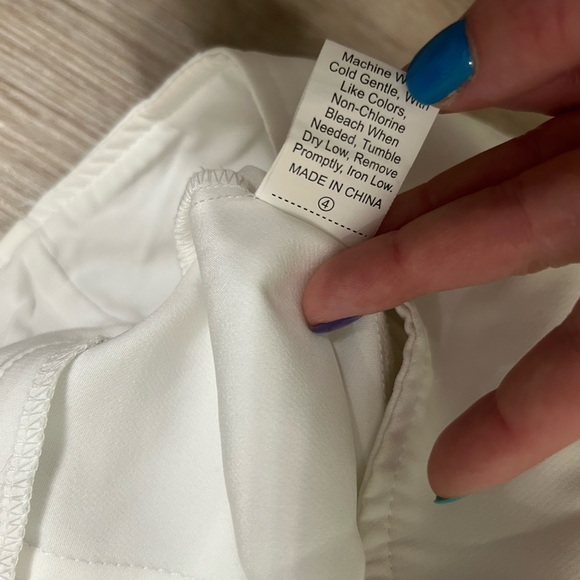 Machine
Cold Gentle, With
Like Colors,
Non-Chlorine
Bleach When
Needed, Tumble
Dry Low, Remove
Promptly, Iron Low.
MADE IN CHINA
④